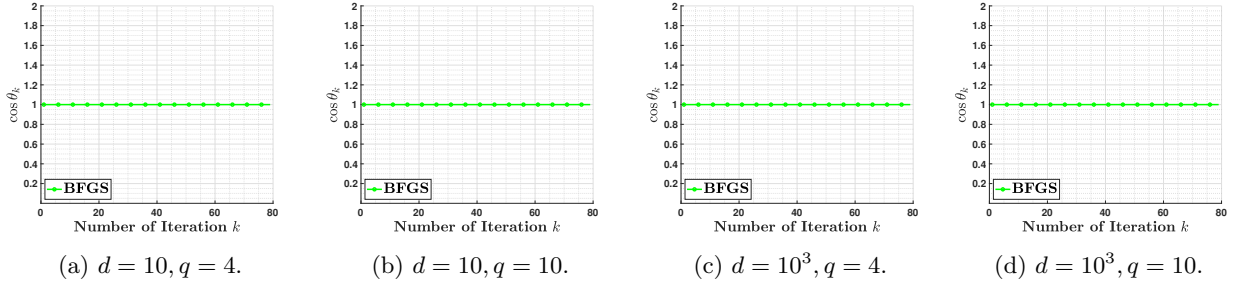 2
1.8
1.6
1.4
1.2
1
0.8
0.6
0.4
0.2
cos θ_k
BFGS
0 20 40 60 80
Number of Iteration k
(a) d = 10, q = 4.
2
1.8
1.6
1.4
1.2
1
0.8
0.6
0.4
0.2
cos θ_k
BFGS
0 20 40 60 80
Number of Iteration k
(b) d = 10, q = 10.
2
1.8
1.6
1.4
1.2
1
0.8
0.6
0.4
0.2
cos θ_k
BFGS
0 20 40 60 80
Number of Iteration k
(c) d = 10³, q = 4.
2
1.8
1.6
1.4
1.2
1
0.8
0.6
0.4
0.2
cos θ_k
BFGS
0 20 40 60 80
Number of Iteration k
(d) d = 10³, q = 10.